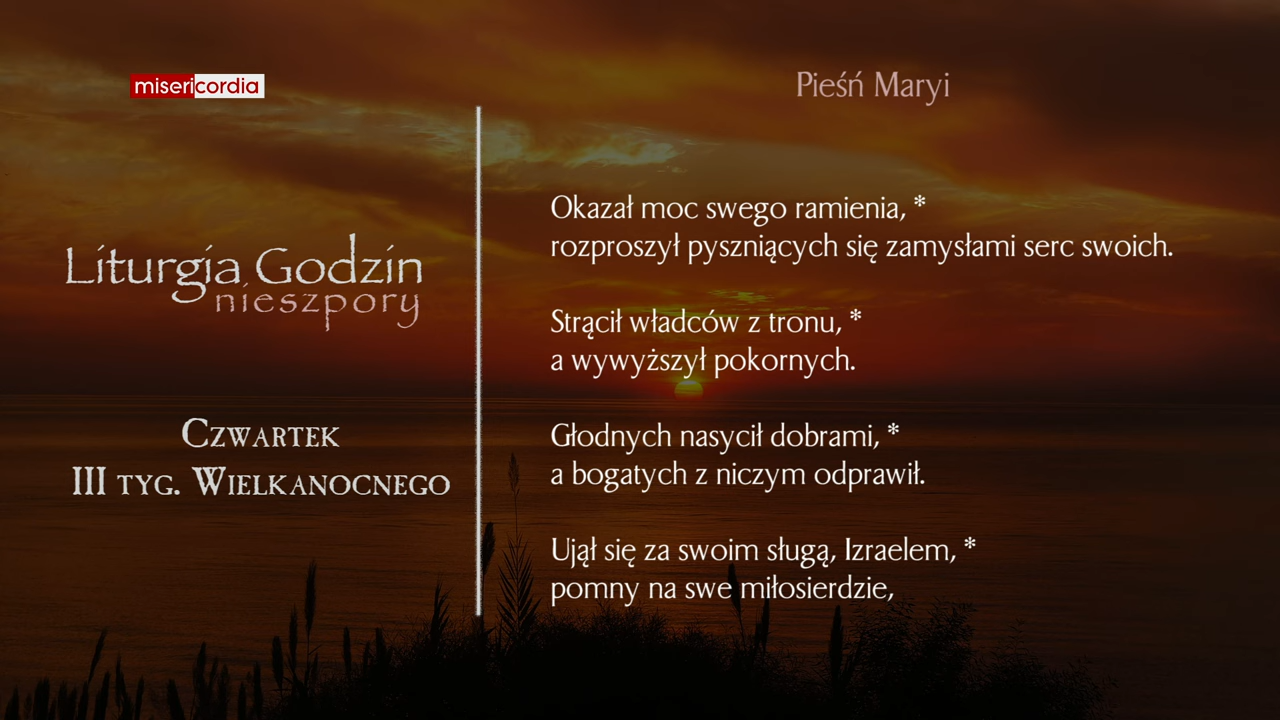 misericordia
Liturgia Godzin
nieszpory
Czwartek
III tyg. Wielkanocnego
Pieśń Maryi
Okazał moc swego ramienia, *
rozproszył pyszniących się zamysłami serc swoich.
Strącił władców z tronu, *
a wywyższył pokornych.
Głodnych nasycił dobrami, *
a bogatych z niczym odprawił.
Ujął się za swoim sługą, Izraelem, *
pomny na swe miłosierdzie,